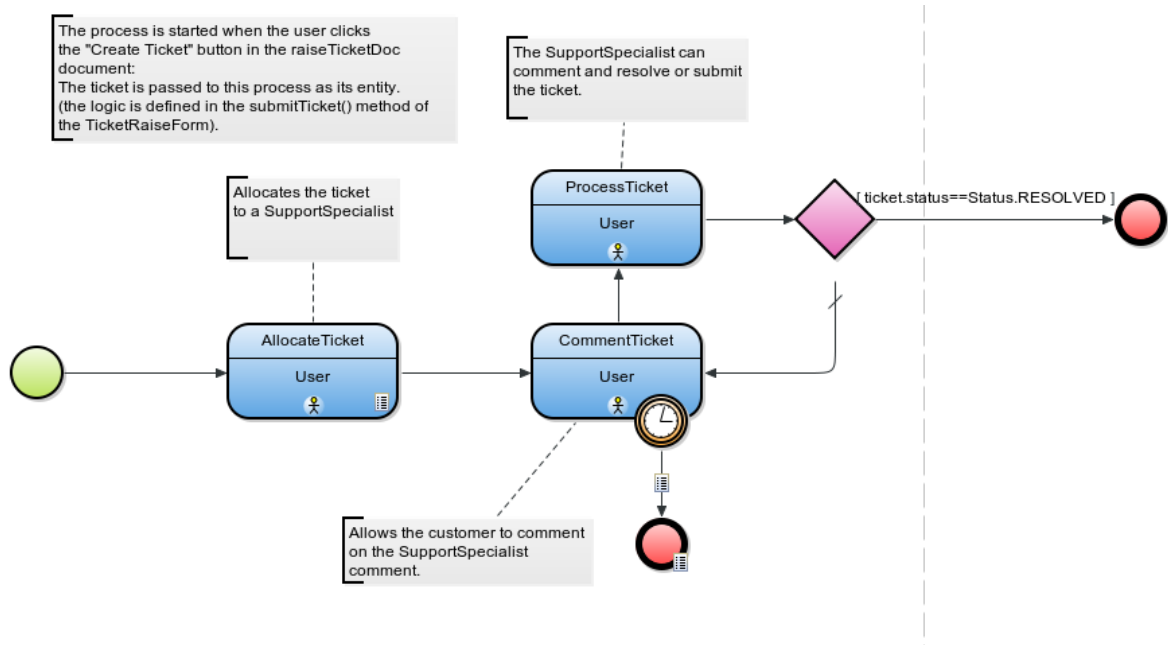 The process is started when the user clicks
the "Create Ticket" button in the raiseTicketDoc
document:
The ticket is passed to this process as its entity.
(the logic is defined in the submitTicket() method of
the TicketRaiseForm).
The SupportSpecialist can
comment and resolve or submit
the ticket.
Allocates the ticket
to a SupportSpecialist
ProcessTicket
User
[ ticket.status==Status.RESOLVED ]
AllocateTicket
User
CommentTicket
User
Allows the customer to comment
on the SupportSpecialist
comment.